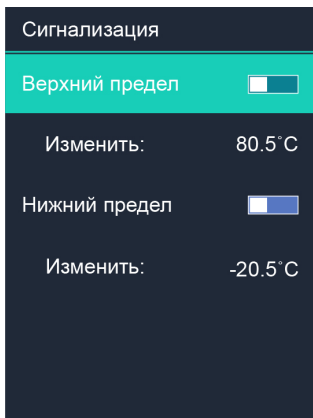 Сигнализация
Верхний предел
Изменить: 80.5°C
Нижний предел
Изменить: -20.5°C